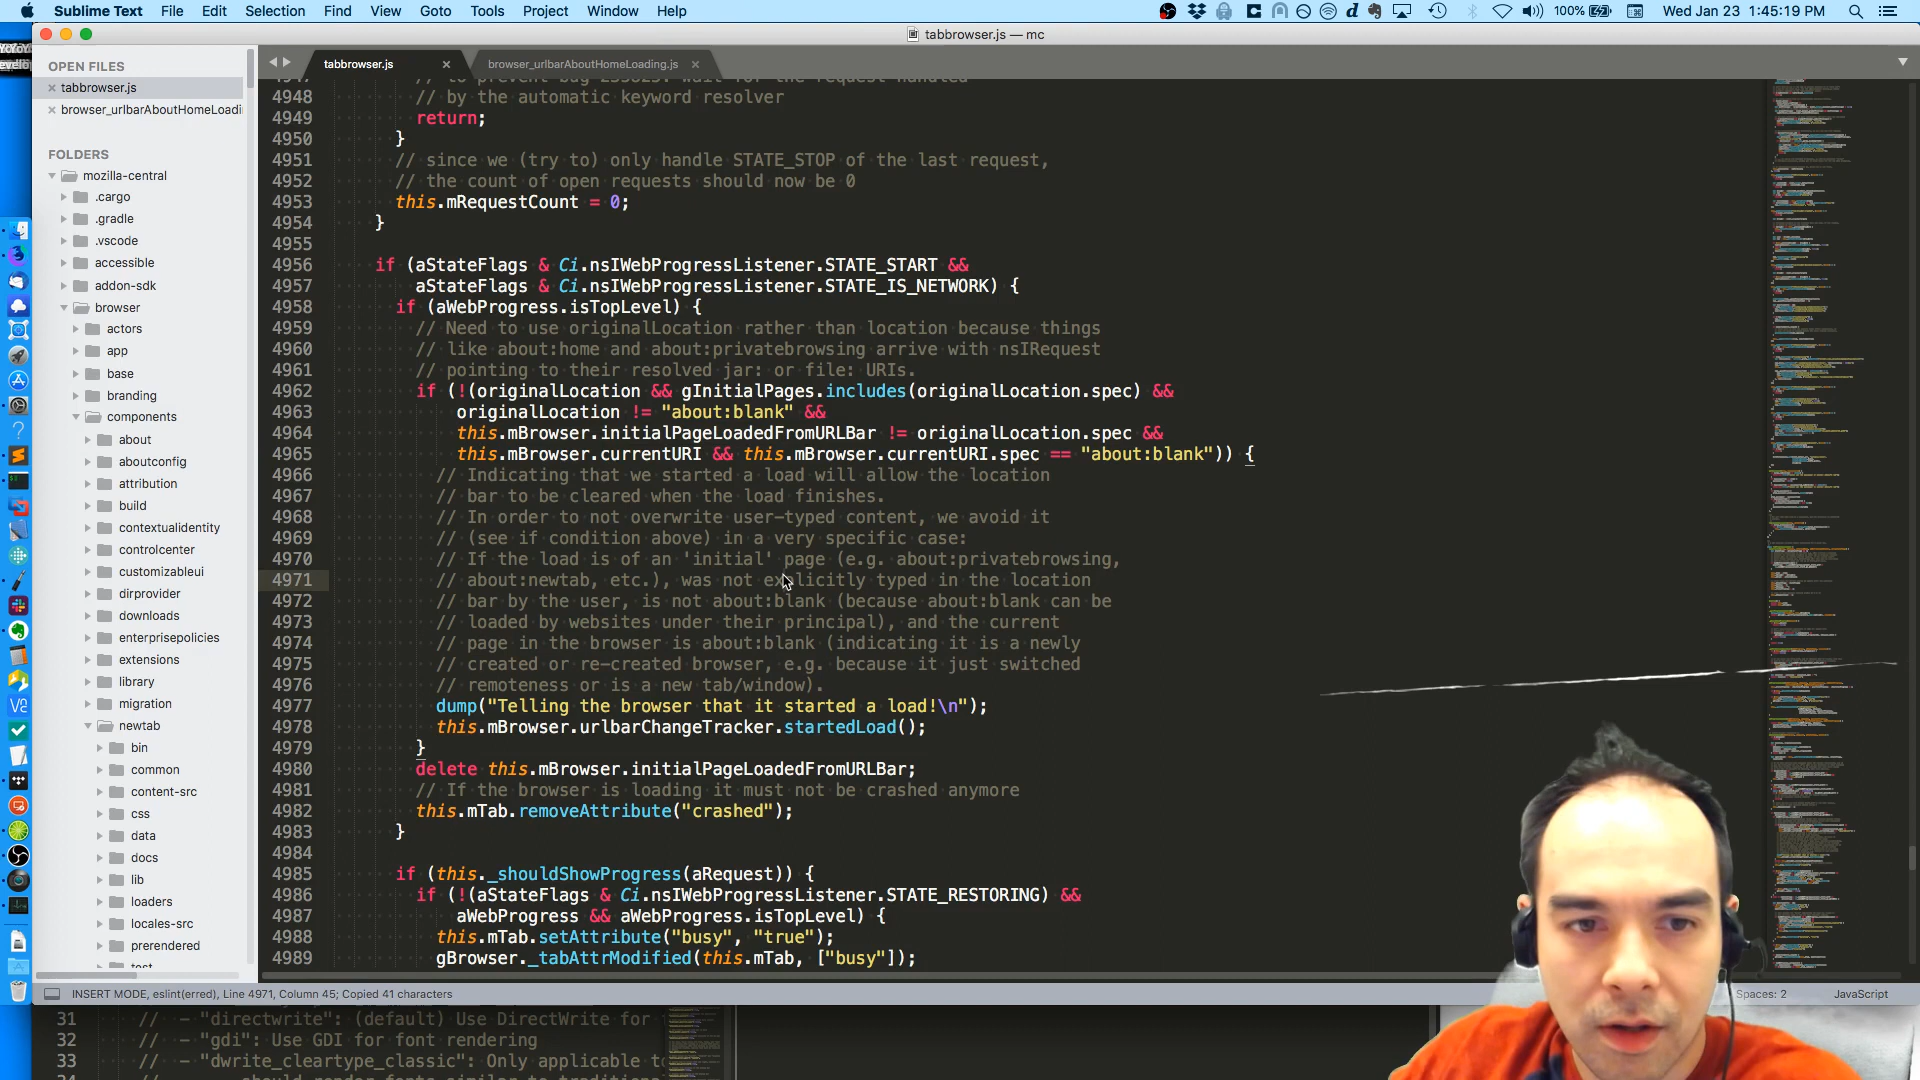 Sublime Text File Edit Selection Find View Goto Tools Project Window Help
100% Wed Jan 23 1:45:19 PM
tabbrowser.js — mc
OPEN FILES
tabbrowser.js
browser_urlbarAboutHomeLoadi
FOLDERS
mozilla-central
.cargo
.gradle
.vscode
accessible
addon-sdk
browser
actors
app
base
branding
components
about
aboutconfig
attribution
build
contextualidentity
controlcenter
customizableui
dirprovider
downloads
enterprisepolicies
extensions
library
migration
newtab
bin
common
content-src
css
data
docs
lib
loaders
locales-src
prerendered
tabbrowser.js
browser_urlbarAboutHomeLoading.js
4948 // by the automatic keyword resolver
4949 return;
4950 }
4951 // since we (try to) only handle STATE_STOP of the last request,
4952 // the count of open requests should now be 0
4953 this.mRequestCount = 0;
4954 }
4955
4956 if (aStateFlags & Ci.nsIWebProgressListener.STATE_START &&
4957 aStateFlags & Ci.nsIWebProgressListener.STATE_IS_NETWORK) {
4958 if (aWebProgress.isTopLevel) {
4959 // Need to use originalLocation rather than location because things
4960 // like about:home and about:privatebrowsing arrive with nsIRequest
4961 // pointing to their resolved jar: or file: URIs.
4962 if (!(originalLocation && gInitialPages.includes(originalLocation.spec) &&
4963 originalLocation != "about:blank" &&
4964 this.mBrowser.initialPageLoadedFromURLBar != originalLocation.spec &&
4965 this.mBrowser.currentURI && this.mBrowser.currentURI.spec == "about:blank")) {
4966 // Indicating that we started a load will allow the location
4967 // bar to be cleared when the load finishes.
4968 // In order to not overwrite user-typed content, we avoid it
4969 // (see if condition above) in a very specific case:
4970 // If the load is of an 'initial' page (e.g. about:privatebrowsing,
4971 // about:newtab, etc.), was not explicitly typed in the location
4972 // bar by the user, is not about:blank (because about:blank can be
4973 // loaded by websites under their principal), and the current
4974 // page in the browser is about:blank (indicating it is a newly
4975 // created or re-created browser, e.g. because it just switched
4976 // remoteness or is a new tab/window).
4977 dump("Telling the browser that it started a load!\n");
4978 this.mBrowser.urlbarChangeTracker.startedLoad();
4979 }
4980 delete this.mBrowser.initialPageLoadedFromURLBar;
4981 // If the browser is loading it must not be crashed anymore
4982 this.mTab.removeAttribute("crashed");
4983 }
4984
4985 if (this._shouldShowProgress(aRequest)) {
4986 if (!(aStateFlags & Ci.nsIWebProgressListener.STATE_RESTORING) &&
4987 aWebProgress && aWebProgress.isTopLevel) {
4988 this.mTab.setAttribute("busy", "true");
4989 gBrowser._tabAttrModified(this.mTab, ["busy"]);
INSERT MODE, eslint(erred), Line 4971, Column 45; Copied 41 characters
Spaces: 2 JavaScript
31 // - "directwrite": (default) Use DirectWrite for
32 // - "gdi": Use GDI for font rendering
33 // - "dwrite_cleartype_classic": Only applicable to